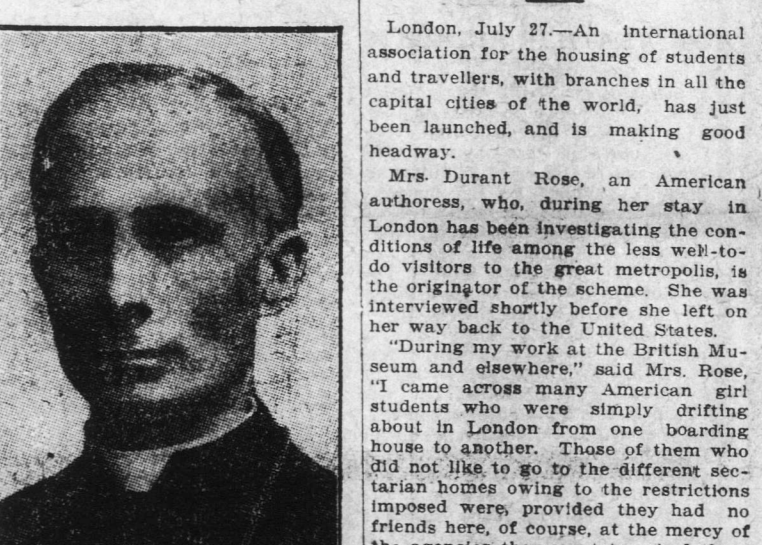 London, July 27.—An international
association for the housing of students
and travellers, with branches in all the
capital cities of the world, has just
been launched, and is making good
headway.
Mrs. Durant Rose, an American
authoress, who, during her stay in
London has been investigating the con-
ditions of life among the less well-to-
do visitors to the great metropolis, is
the originator of the scheme. She was
interviewed shortly before she left on
her way back to the United States.
"During my work at the British Mu-
seum and elsewhere," said Mrs. Rose,
"I came across many American girl
students who were simply drifting
about in London from one boarding
house to another. Those of them who
did not like to go to the different sec-
tarian homes owing to the restrictions
imposed were, provided they had no
friends here, of course, at the mercy of